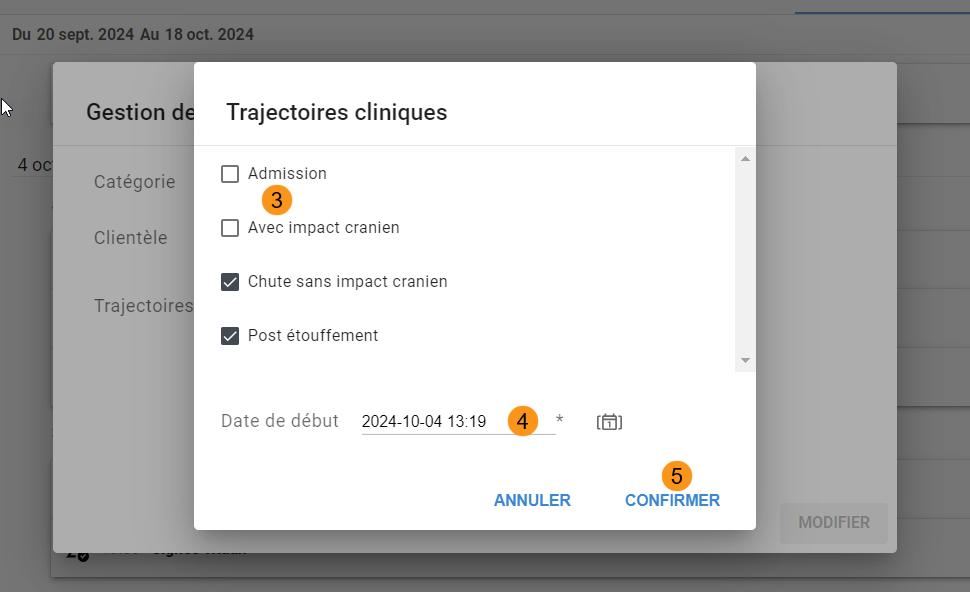 Du 20 sept. 2024 Au 18 oct. 2024
Gestion de
Trajectoires cliniques
4 oc
Admission
3
Catégorie
Avec impact cranien
Clientèle
Chute sans impact cranien
Trajectoires
Post étouffement
Date de début 2024-10-04 13:19 4 * 1
5
ANNULER CONFIRMER
MODIFIER